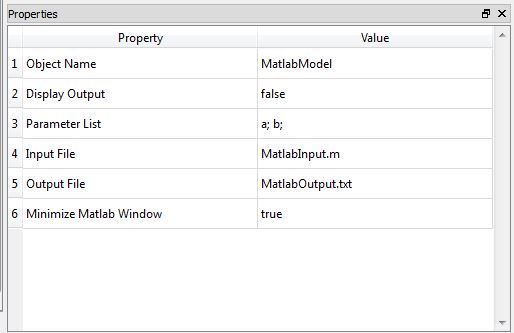 Properties
Property Value
1 Object Name MatlabModel
2 Display Output false
3 Parameter List a; b;
4 Input File MatlabInput.m
5 Output File MatlabOutput.txt
6 Minimize Matlab Window true